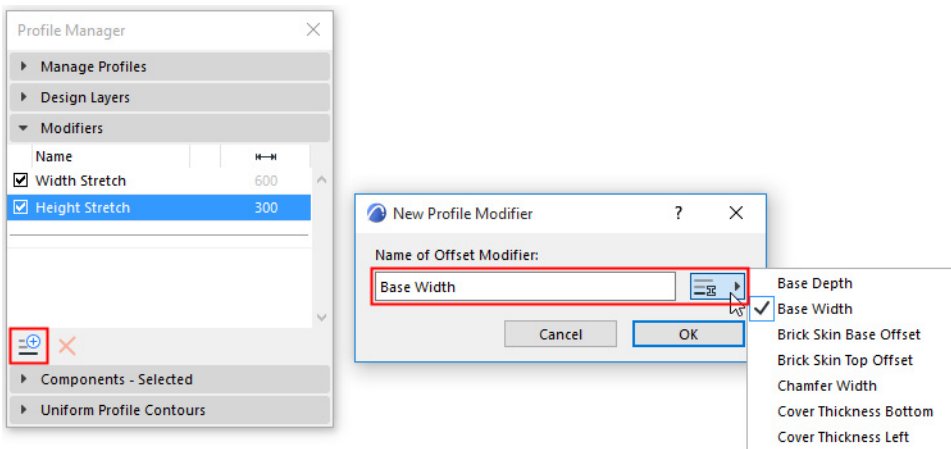 Profile Manager
Manage Profiles
Design Layers
Modifiers
Name
Width Stretch 600
Height Stretch 300
Components - Selected
Uniform Profile Contours
New Profile Modifier ?
Name of Offset Modifier:
Base Width
Cancel OK
Base Depth
Base Width
Brick Skin Base Offset
Brick Skin Top Offset
Chamfer Width
Cover Thickness Bottom
Cover Thickness Left